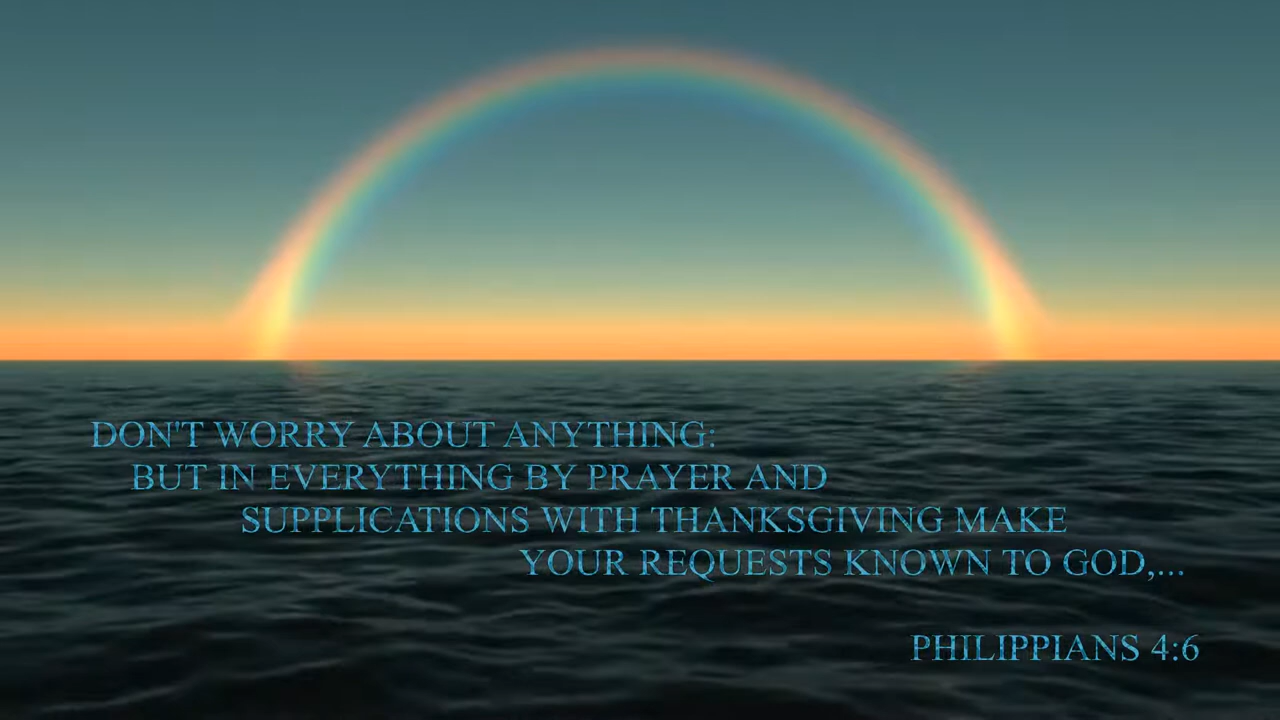 DON'T WORRY ABOUT ANYTHING:
BUT IN EVERYTHING BY PRAYER AND
SUPPLICATIONS WITH THANKSGIVING MAKE
YOUR REQUESTS KNOWN TO GOD,...
PHILIPPIANS 4:6